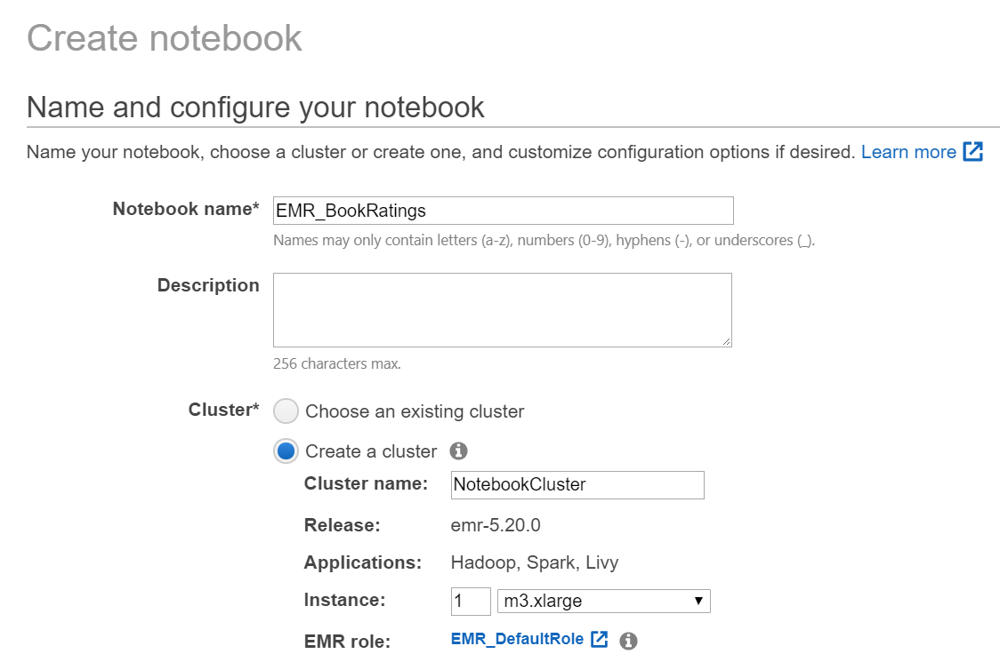 Create notebook
Name and configure your notebook
Name your notebook, choose a cluster or create one, and customize configuration options if desired. Learn more
Notebook name* EMR_BookRatings
Names may only contain letters (a-z), numbers (0-9), hyphens (-), or underscores (_).
Description
256 characters max.
Cluster* Choose an existing cluster
Create a cluster
Cluster name: NotebookCluster
Release: emr-5.20.0
Applications: Hadoop, Spark, Livy
Instance: 1 m3.xlarge
EMR role: EMR_DefaultRole